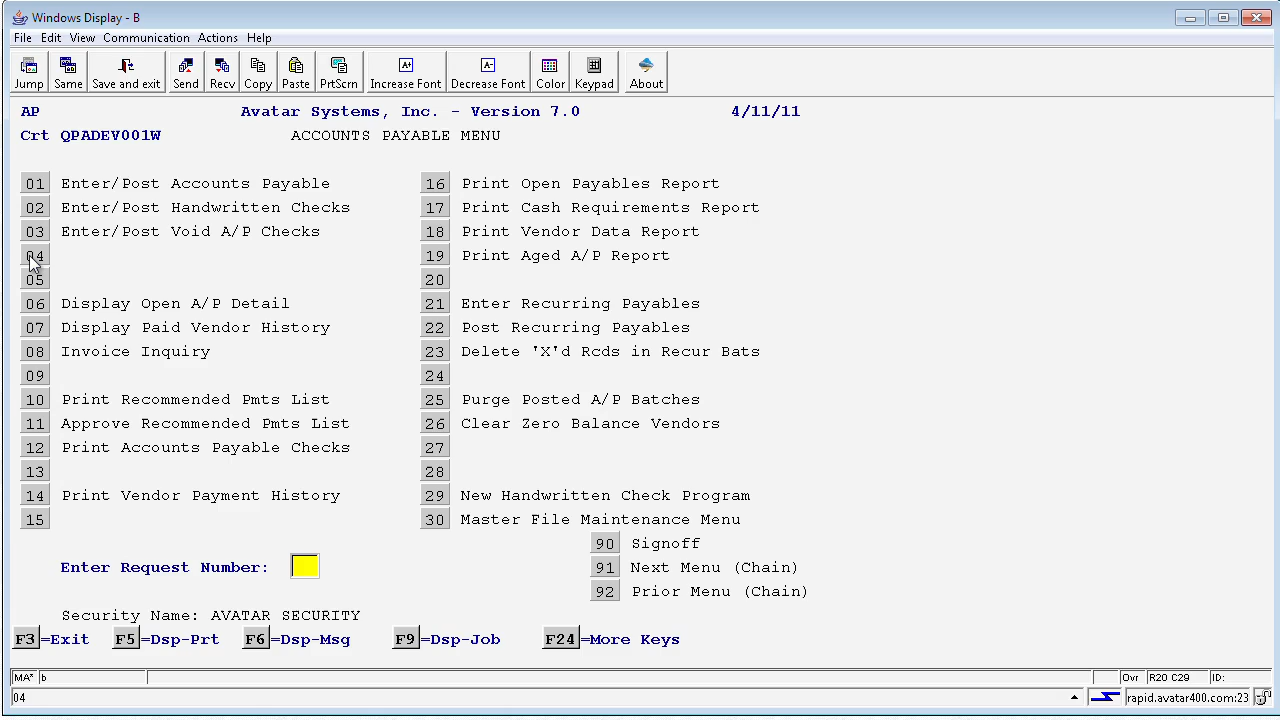 Windows Display - B
File Edit View Communication Actions Help
Jump Same Save and exit Send Recv Copy Paste PrtScrn A+ Increase Font A- Decrease Font Color Keypad About
AP Avatar Systems, Inc. - Version 7.0 4/11/11
Crt QPADEV001W ACCOUNTS PAYABLE MENU
01 Enter/Post Accounts Payable 16 Print Open Payables Report
02 Enter/Post Handwritten Checks 17 Print Cash Requirements Report
03 Enter/Post Void A/P Checks 18 Print Vendor Data Report
04 19 Print Aged A/P Report
05 20
06 Display Open A/P Detail 21 Enter Recurring Payables
07 Display Paid Vendor History 22 Post Recurring Payables
08 Invoice Inquiry 23 Delete 'X'd Rcds in Recur Bats
09 24
10 Print Recommended Pmts List 25 Purge Posted A/P Batches
11 Approve Recommended Pmts List 26 Clear Zero Balance Vendors
12 Print Accounts Payable Checks 27
13 28
14 Print Vendor Payment History 29 New Handwritten Check Program
15 30 Master File Maintenance Menu
90 Signoff
Enter Request Number: 91 Next Menu (Chain)
92 Prior Menu (Chain)
Security Name: AVATAR SECURITY
F3=Exit F5=Dsp-Prt F6=Dsp-Msg F9=Dsp-Job F24=More Keys
MA* b Ovr R20 C29 ID:
04 rapid.avatar400.com:23